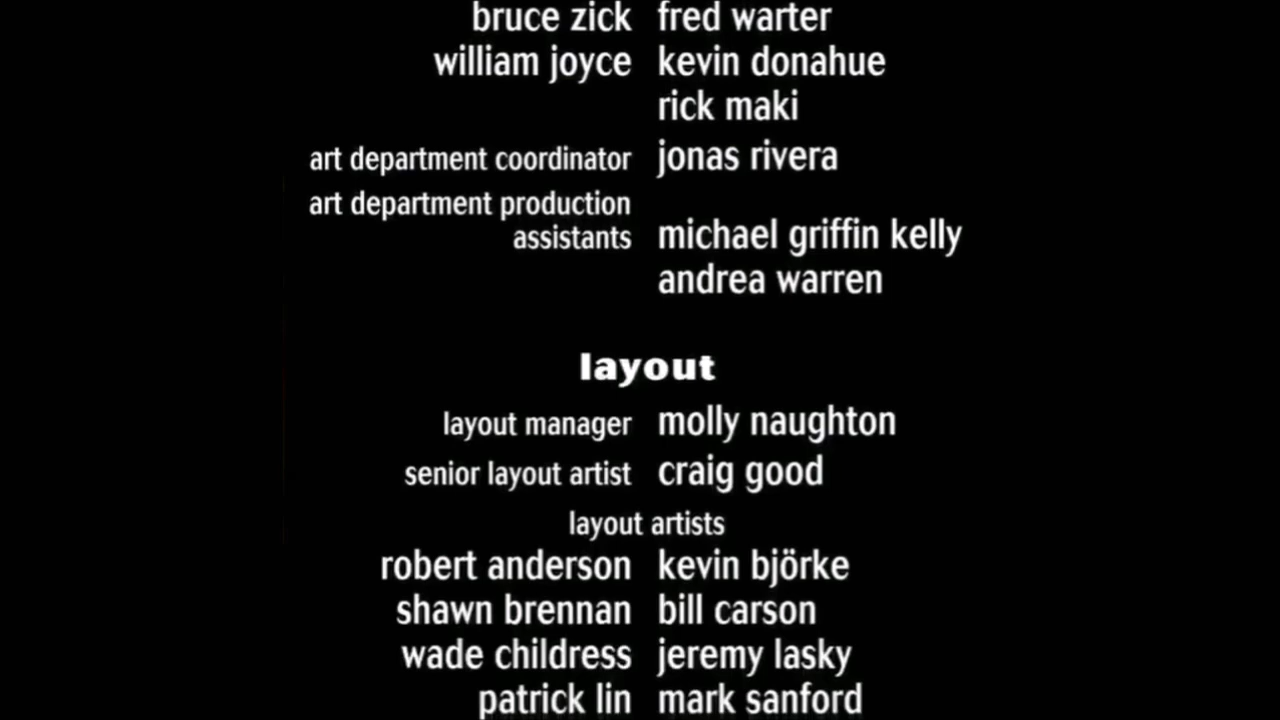 bruce zick fred warter
william joyce kevin donahue
rick maki
art department coordinator jonas rivera
art department production
assistants michael griffin kelly
andrea warren
layout
layout manager molly naughton
senior layout artist craig good
layout artists
robert anderson kevin björke
shawn brennan bill carson
wade childress jeremy lasky
patrick lin mark sanford